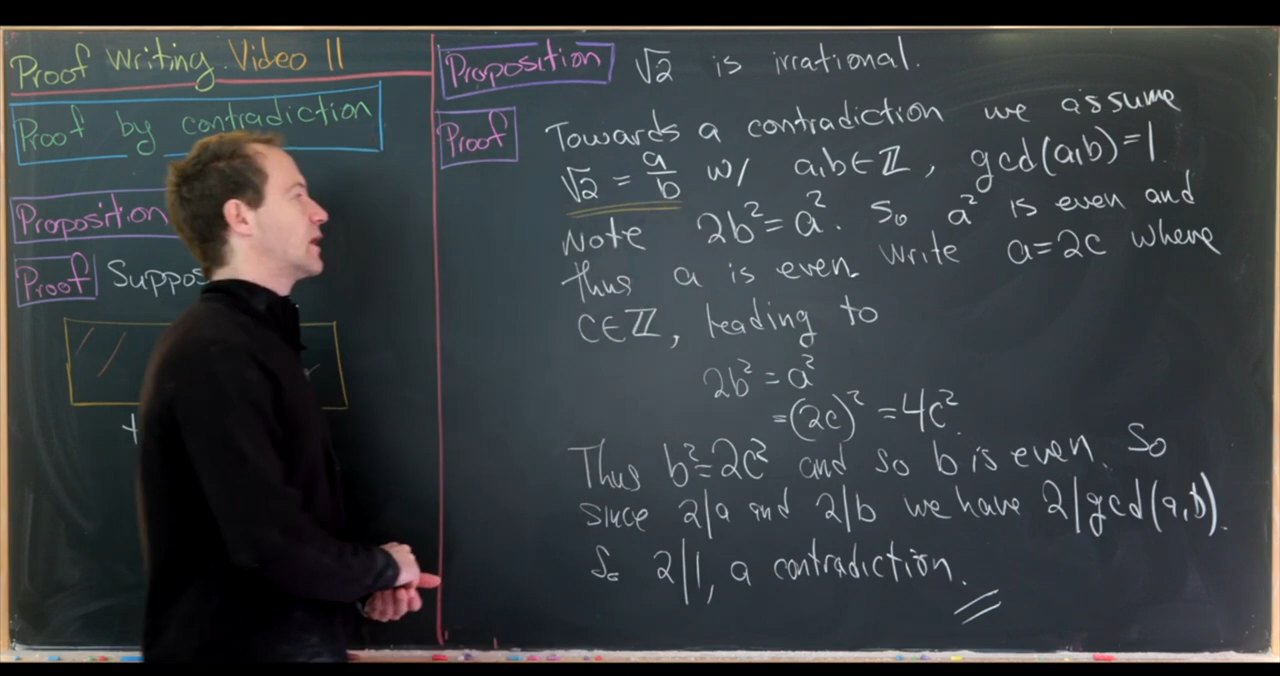 Proof Writing Video 11
Proof by contradiction
Proposition
Proof
Proposition √2 is irrational.
Proof Towards a contradiction we assume
√2 = a/b w/ a,b∈ℤ, gcd(a,b)=1
Note 2b²=a². So a² is even and
thus a is even write a=2c where
c∈ℤ, leading to
2b² = a²
=(2c)² = 4c².
Thus b²=2c² and so b is even. So
since 2|a and 2|b we have 2|gcd(a,b).
So 2|1, a contradiction.